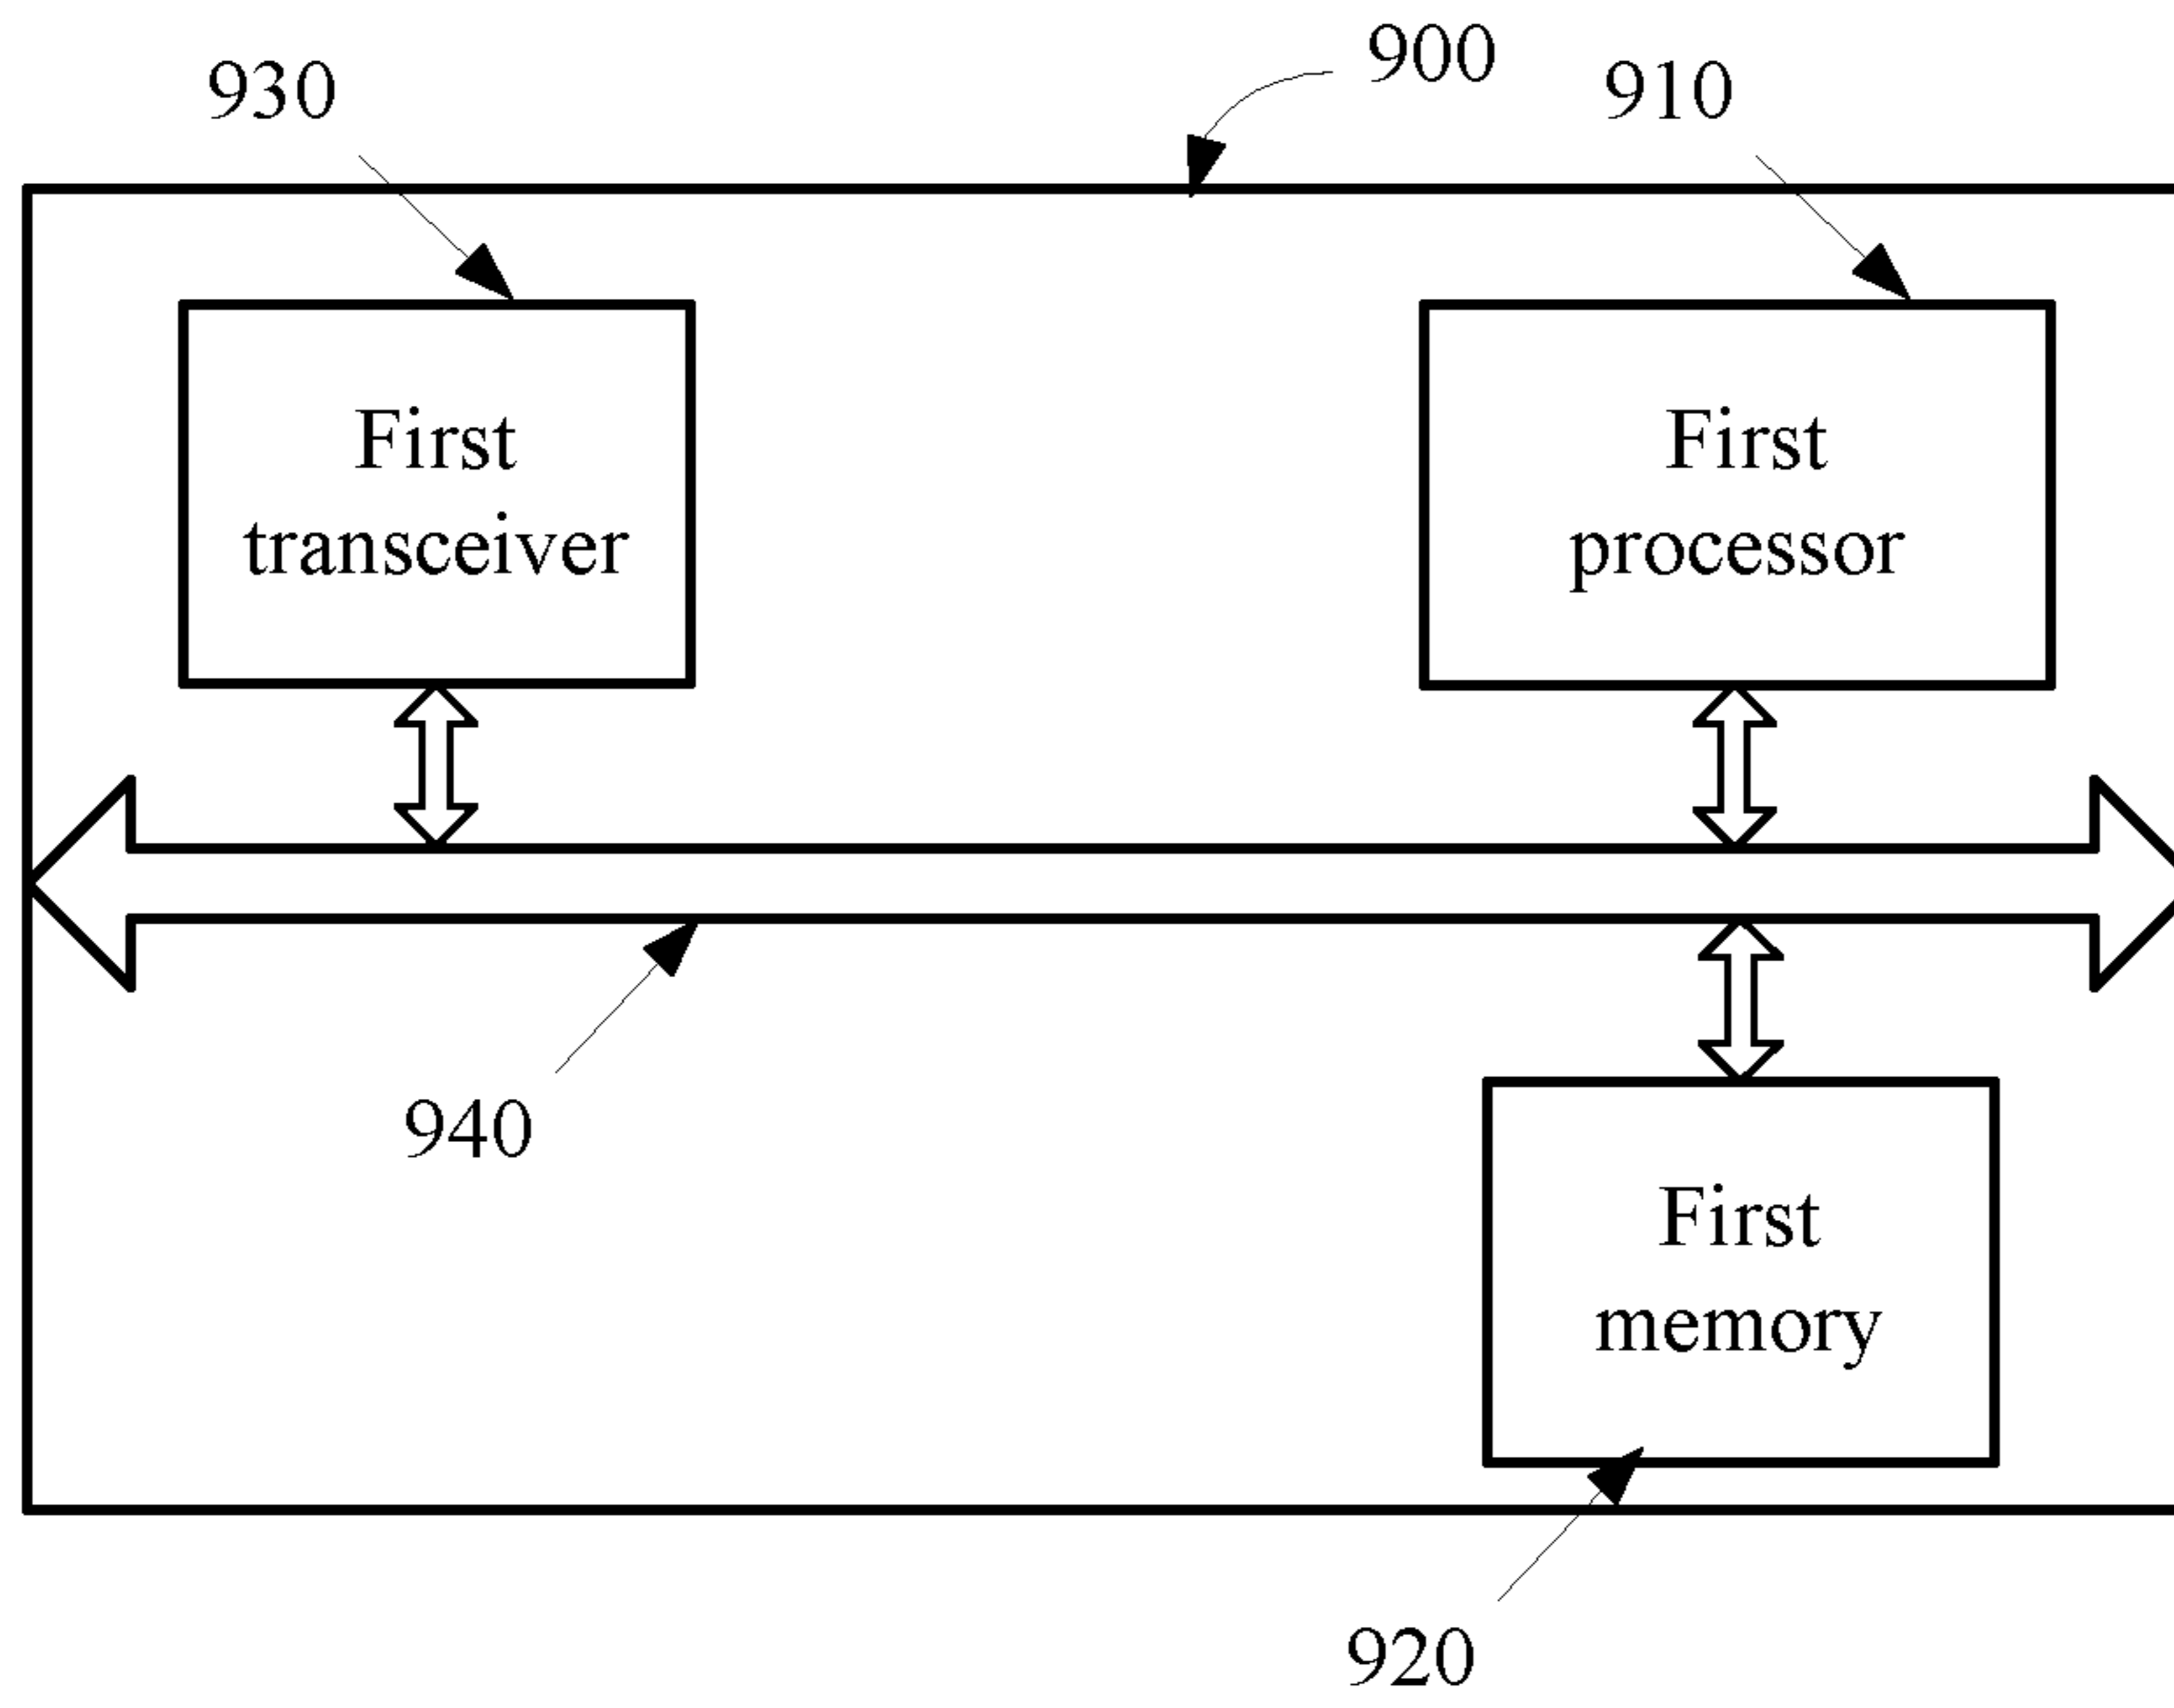 900
930
910
First
transceiver
First
processor
940
First
memory
920